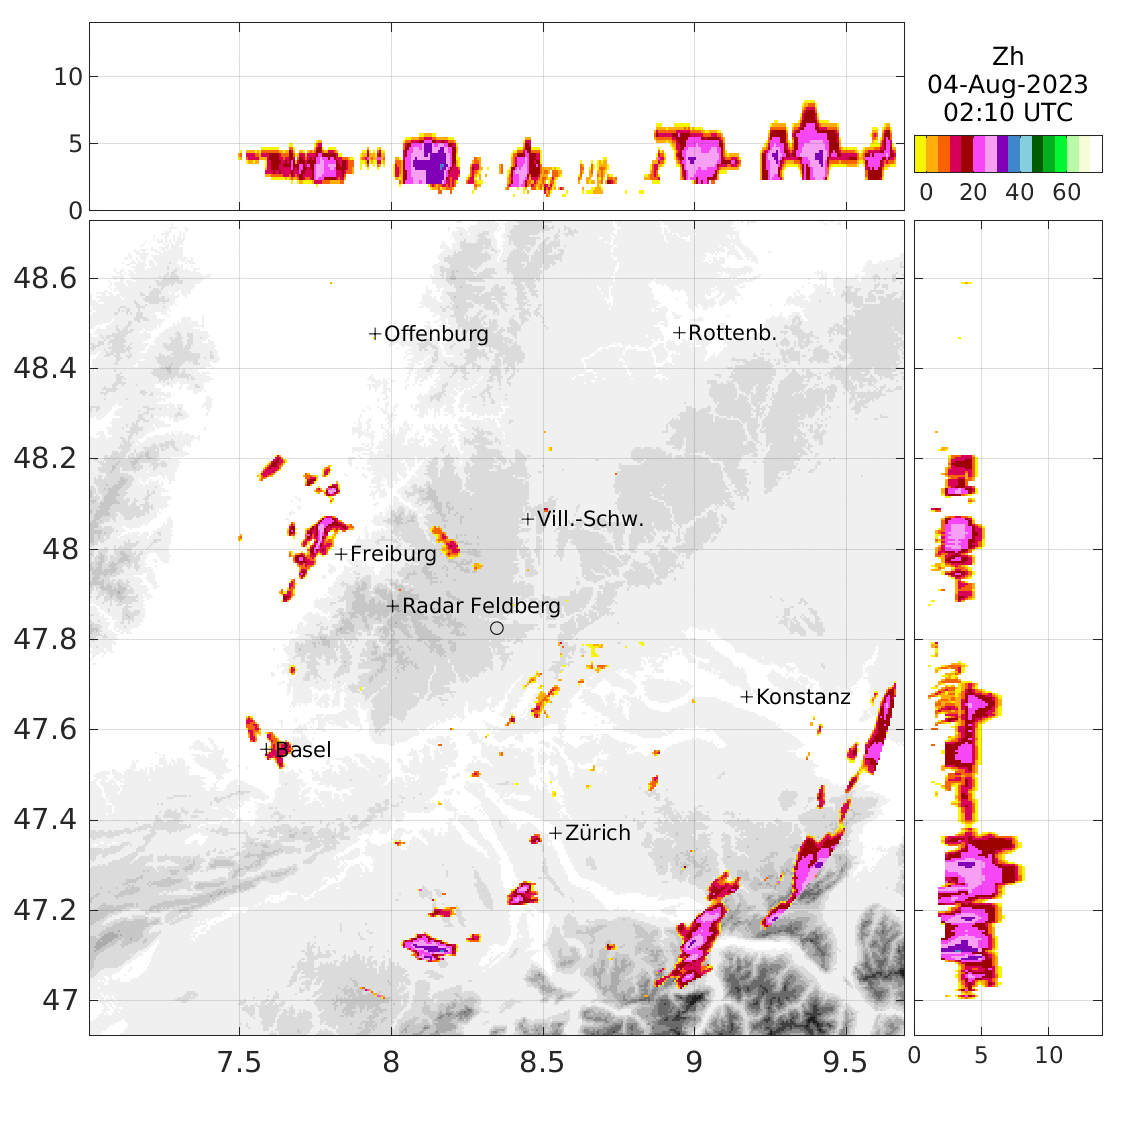 Zh
04-Aug-2023
02:10 UTC
0 20 40 60
10
5
0
48.6
48.4
48.2
48
47.8
47.6
47.4
47.2
47
+Offenburg
+Rottenb.
+Vill.-Schw.
+Freiburg
+Radar Feldberg
+Konstanz
+Basel
+Zürich
7.5 8 8.5 9 9.5
0 5 10